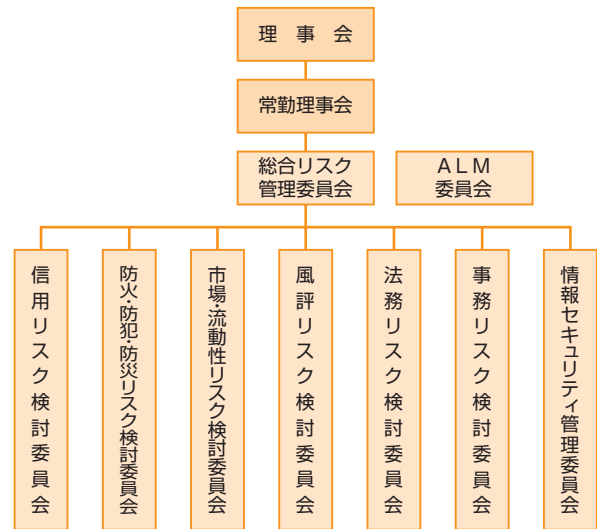 理事会
常勤理事会
総合リスク
管理委員会
ALM
委員会
信用リスク検討委員会
防火・防犯・防災リスク検討委員会
市場・流動性リスク検討委員会
風評リスク検討委員会
法務リスク検討委員会
事務リスク検討委員会
情報セキュリティ管理委員会